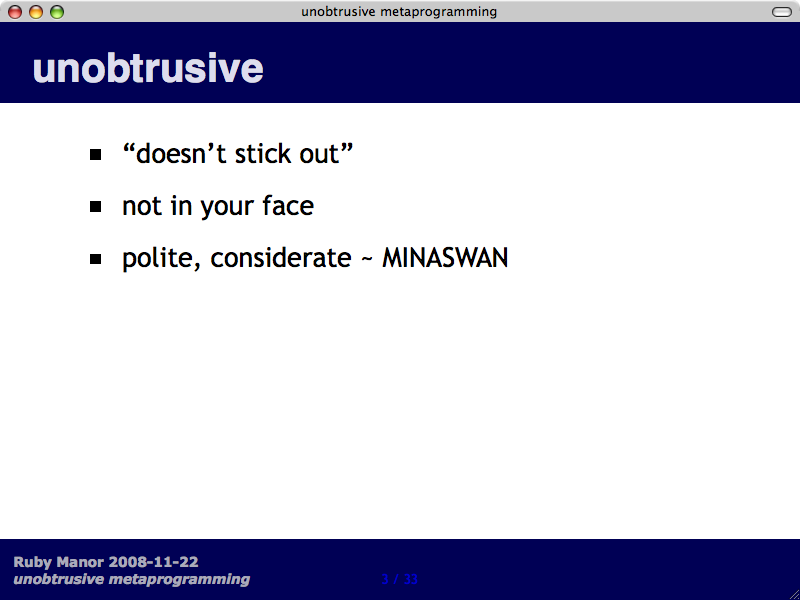 unobtrusive metaprogramming
unobtrusive
“doesn’t stick out”
not in your face
polite, considerate ~ MINASWAN
Ruby Manor 2008-11-22
unobtrusive metaprogramming
3 / 33